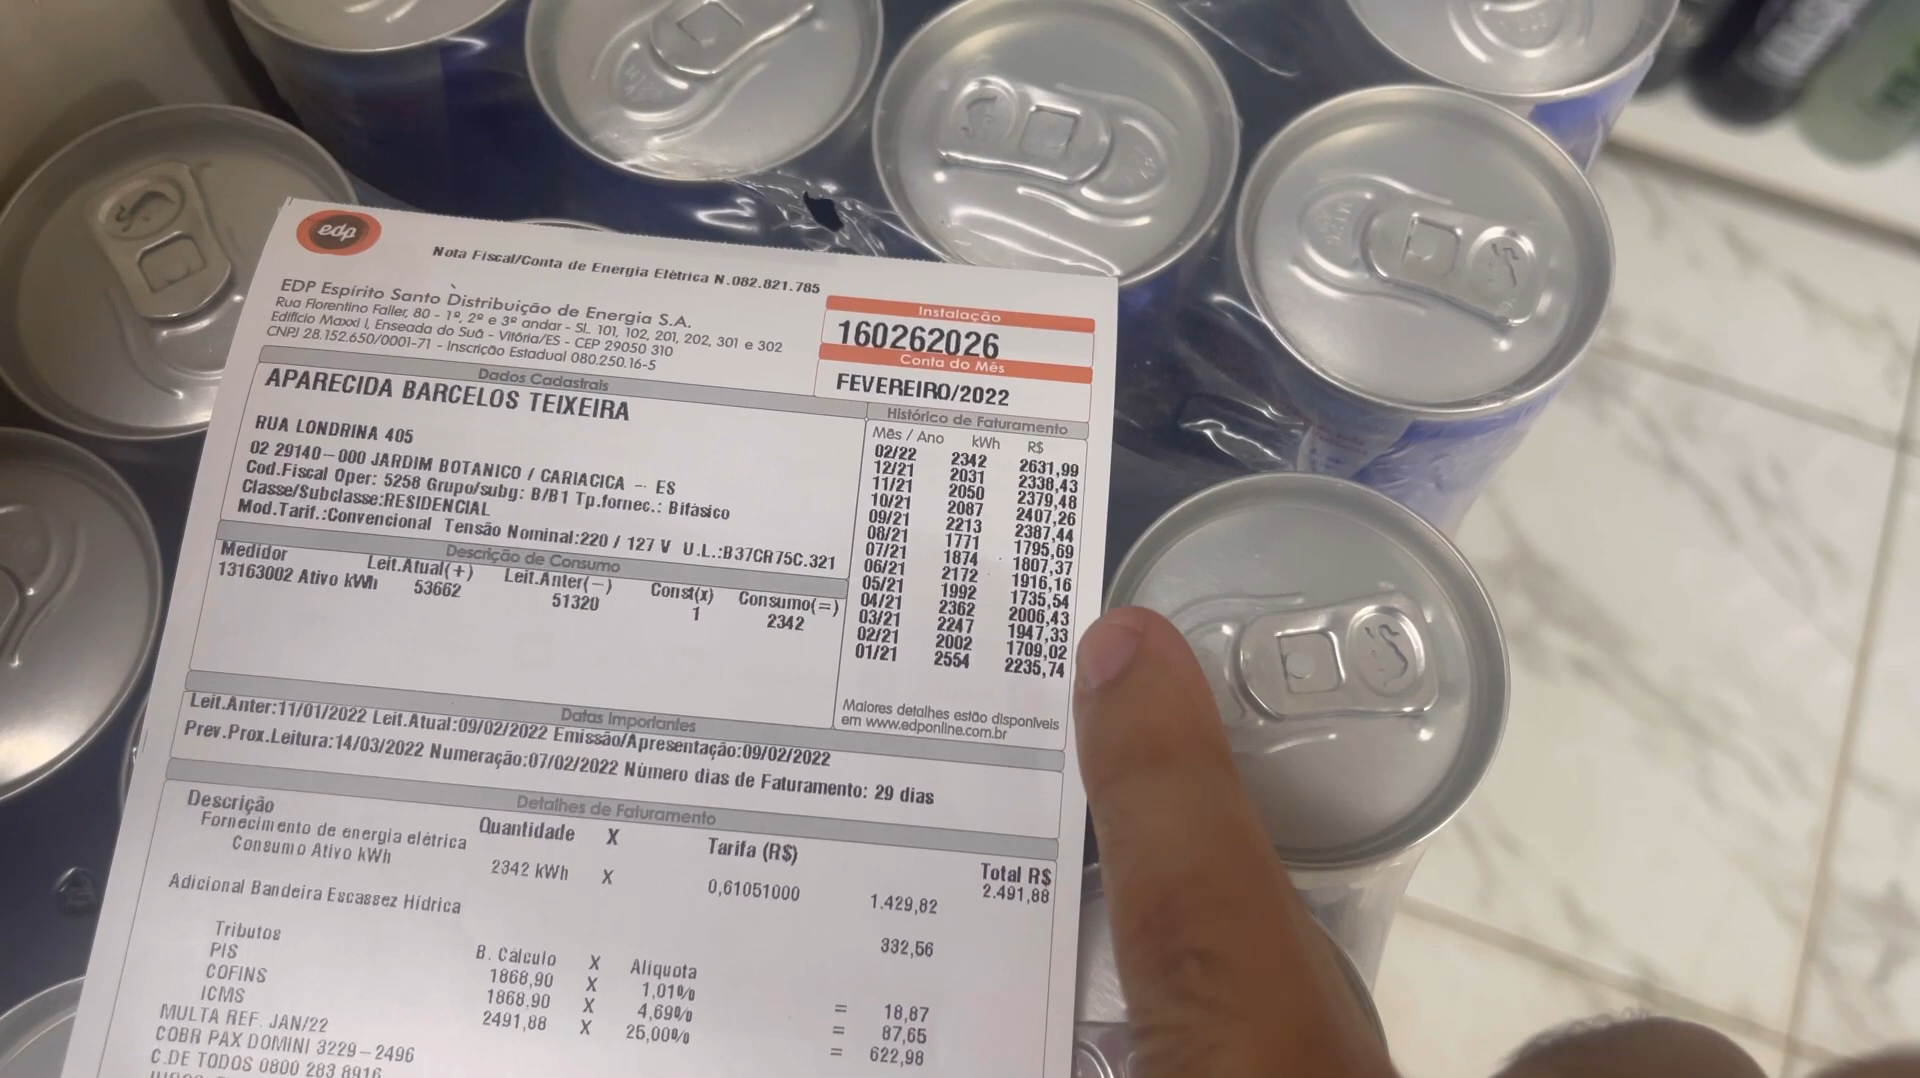 edp
Nota Fiscal/Conta de Energia Elétrica N.082.821.785
EDP Espírito Santo Distribuição de Energia S.A.
Rua Florentino Faller, 80 - 1º, 2º e 3º andar - SL. 101, 102, 201, 202, 301 e 302
Edifício Maxxi I, Enseada do Suá - Vitória/ES - CEP 29050 310
CNPJ 28.152.650/0001-71 - Inscrição Estadual 080.250.16-5
Instalação
160262026
Conta do Mês
FEVEREIRO/2022
Dados Cadastrais
APARECIDA BARCELOS TEIXEIRA
RUA LONDRINA 405
02 29140-000 JARDIM BOTANICO / CARIACICA - ES
Cod.Fiscal Oper: 5258 Grupo/subg: B/B1 Tp.fornec.: Bifásico
Classe/Subclasse:RESIDENCIAL
Mod.Tarif.:Convencional Tensão Nominal:220 / 127 V U.L.:B37CR75C.321
Histórico de Faturamento
Mês / Ano kWh R$
02/22 2342 2631,99
12/21 2031 2338,43
11/21 2050 2379,48
10/21 2087 2407,26
09/21 2213 2387,44
08/21 1771 1795,69
07/21 1874 1807,37
06/21 2172 1916,16
05/21 1992 1735,54
04/21 2362 2006,43
03/21 2247 1947,33
02/21 2002 1709,02
01/21 2554 2235,74
Maiores detalhes estão disponíveis
em www.edponline.com.br
Descrição de Consumo
Medidor Leit.Atual(+) Leit.Anter(-) Const(x) Consumo(=)
13163002 Ativo kWh 53662 51320 1 2342
Datas Importantes
Leit.Anter:11/01/2022 Leit.Atual:09/02/2022 Emissão/Apresentação:09/02/2022
Prev.Prox.Leitura:14/03/2022 Numeração:07/02/2022 Número dias de Faturamento: 29 dias
Detalhes de Faturamento
Descrição Quantidade X Tarifa (R$) Total R$
Fornecimento de energia elétrica 2.491,88
Consumo Ativo kWh 2342 kWh X 0,61051000 1.429,82
Adicional Bandeira Escassez Hídrica 332,56
Tributos B. Cálculo X Alíquota
PIS 1868,90 X 1,01% = 18,87
COFINS 1868,90 X 4,69% = 87,65
ICMS 2491,88 X 25,00% = 622,98
MULTA REF. JAN/22
COBR PAX DOMINI 3229-2496
C.DE TODOS 0800 283 8916